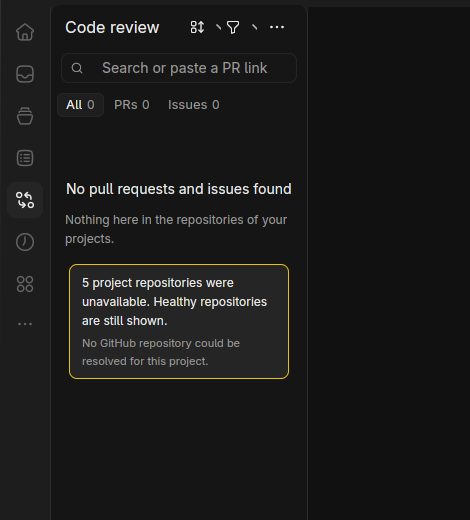 Code review
Search or paste a PR link
All 0
PRs 0
Issues 0
No pull requests and issues found
Nothing here in the repositories of your
projects.
5 project repositories were
unavailable. Healthy repositories
are still shown.
No GitHub repository could be
resolved for this project.